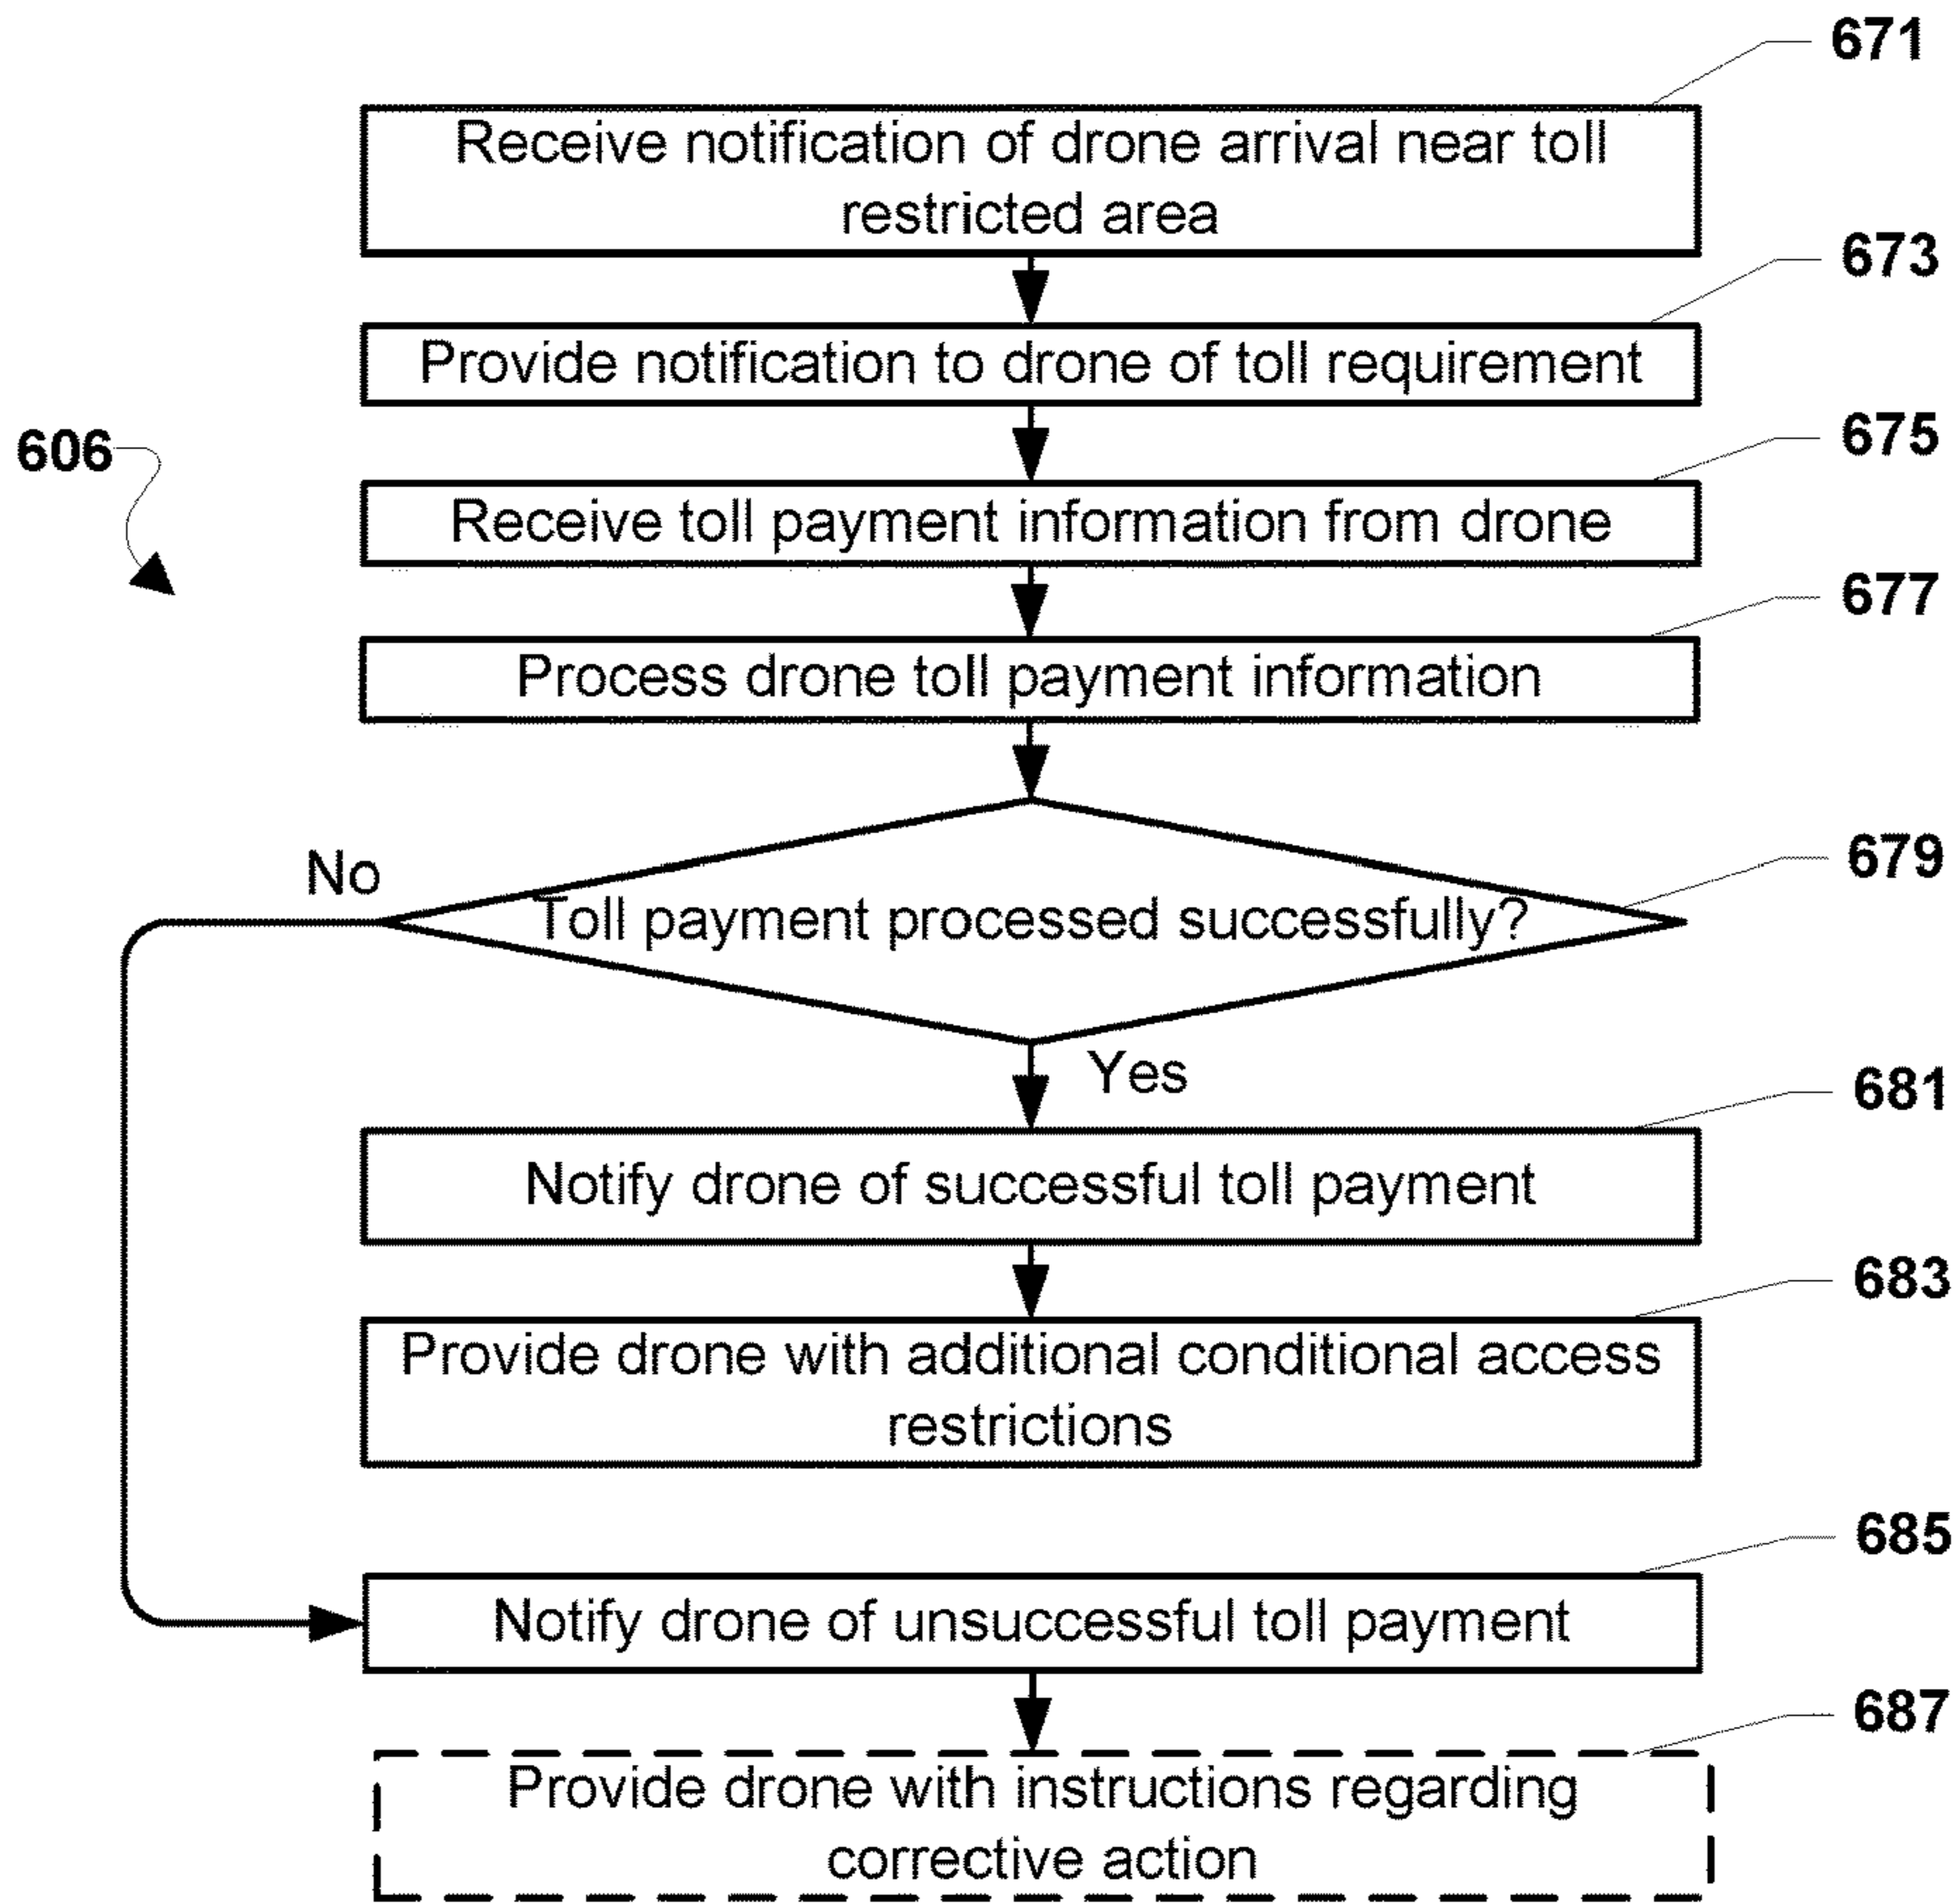 671
Receive notification of drone arrival near toll
restricted area
673
Provide notification to drone of toll requirement
675
606
Receive toll payment information from drone
677
Process drone toll payment information
679
No
Toll payment processed successfully?
Yes
681
Notify drone of successful toll payment
683
Provide drone with additional conditional access
restrictions
685
Notify drone of unsuccessful toll payment
687
Provide drone with instructions regarding
corrective action